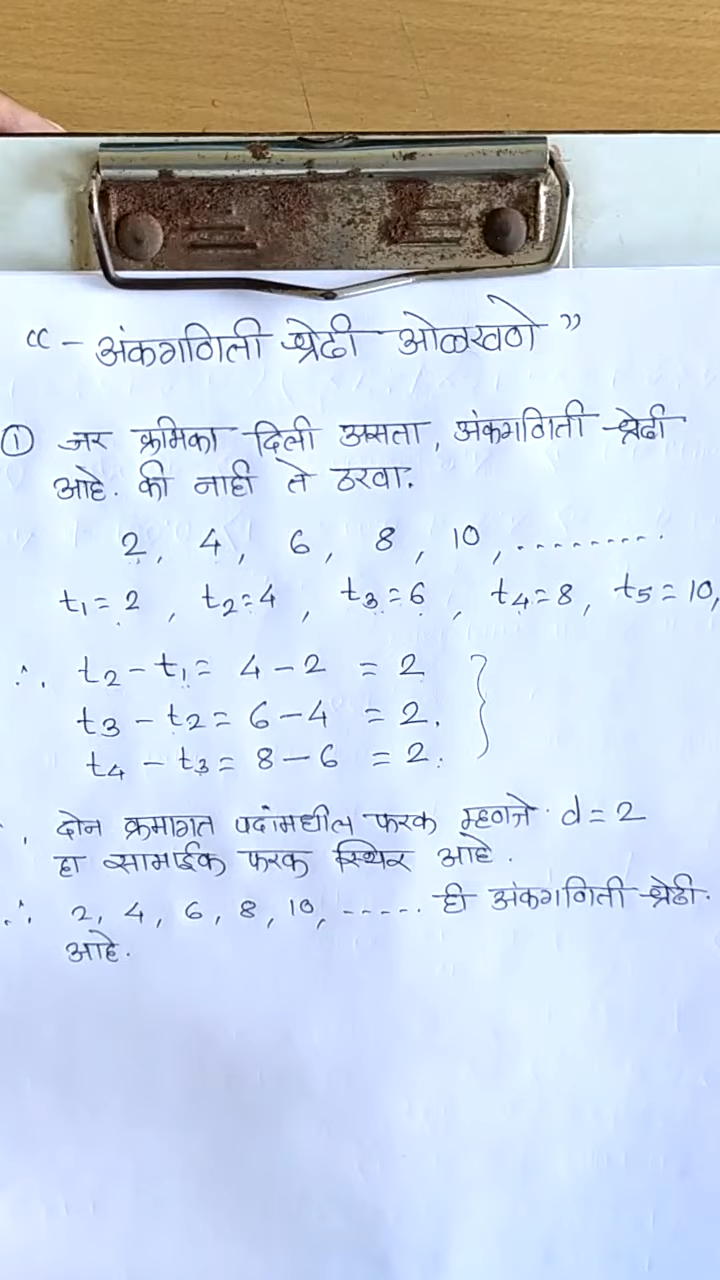 “ - अंकगणिती श्रेढी ओळखणे ”
① जर क्रमिका दिली असता, अंकगणिती श्रेढी
आहे. की नाही ते ठरवा.
2, 4, 6, 8, 10, .........
t₁ = 2 , t₂ = 4 , t₃ = 6 , t₄ = 8, t₅ = 10,
∴ t₂ - t₁ = 4 - 2 = 2
t₃ - t₂ = 6 - 4 = 2.
t₄ - t₃ = 8 - 6 = 2.
दोन क्रमागत पदांमधील फरक म्हणजे d = 2
हा सामाईक फरक स्थिर आहे.
∴ 2, 4, 6, 8, 10, ..... ही अंकगणिती श्रेढी.
आहे.